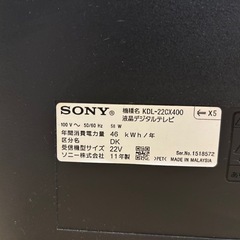 SONY 機種名 KDL-22CX400
液晶デジタルテレビ
100 V～ 50/60 Hz 50 W
年間消費電力量 46 kWh/年
区分名 DK
受信機型サイズ 22V
ソニー株式会社 11年製
X5
Ser.No. 1518572
>PET<
MADE IN MALAYSIA